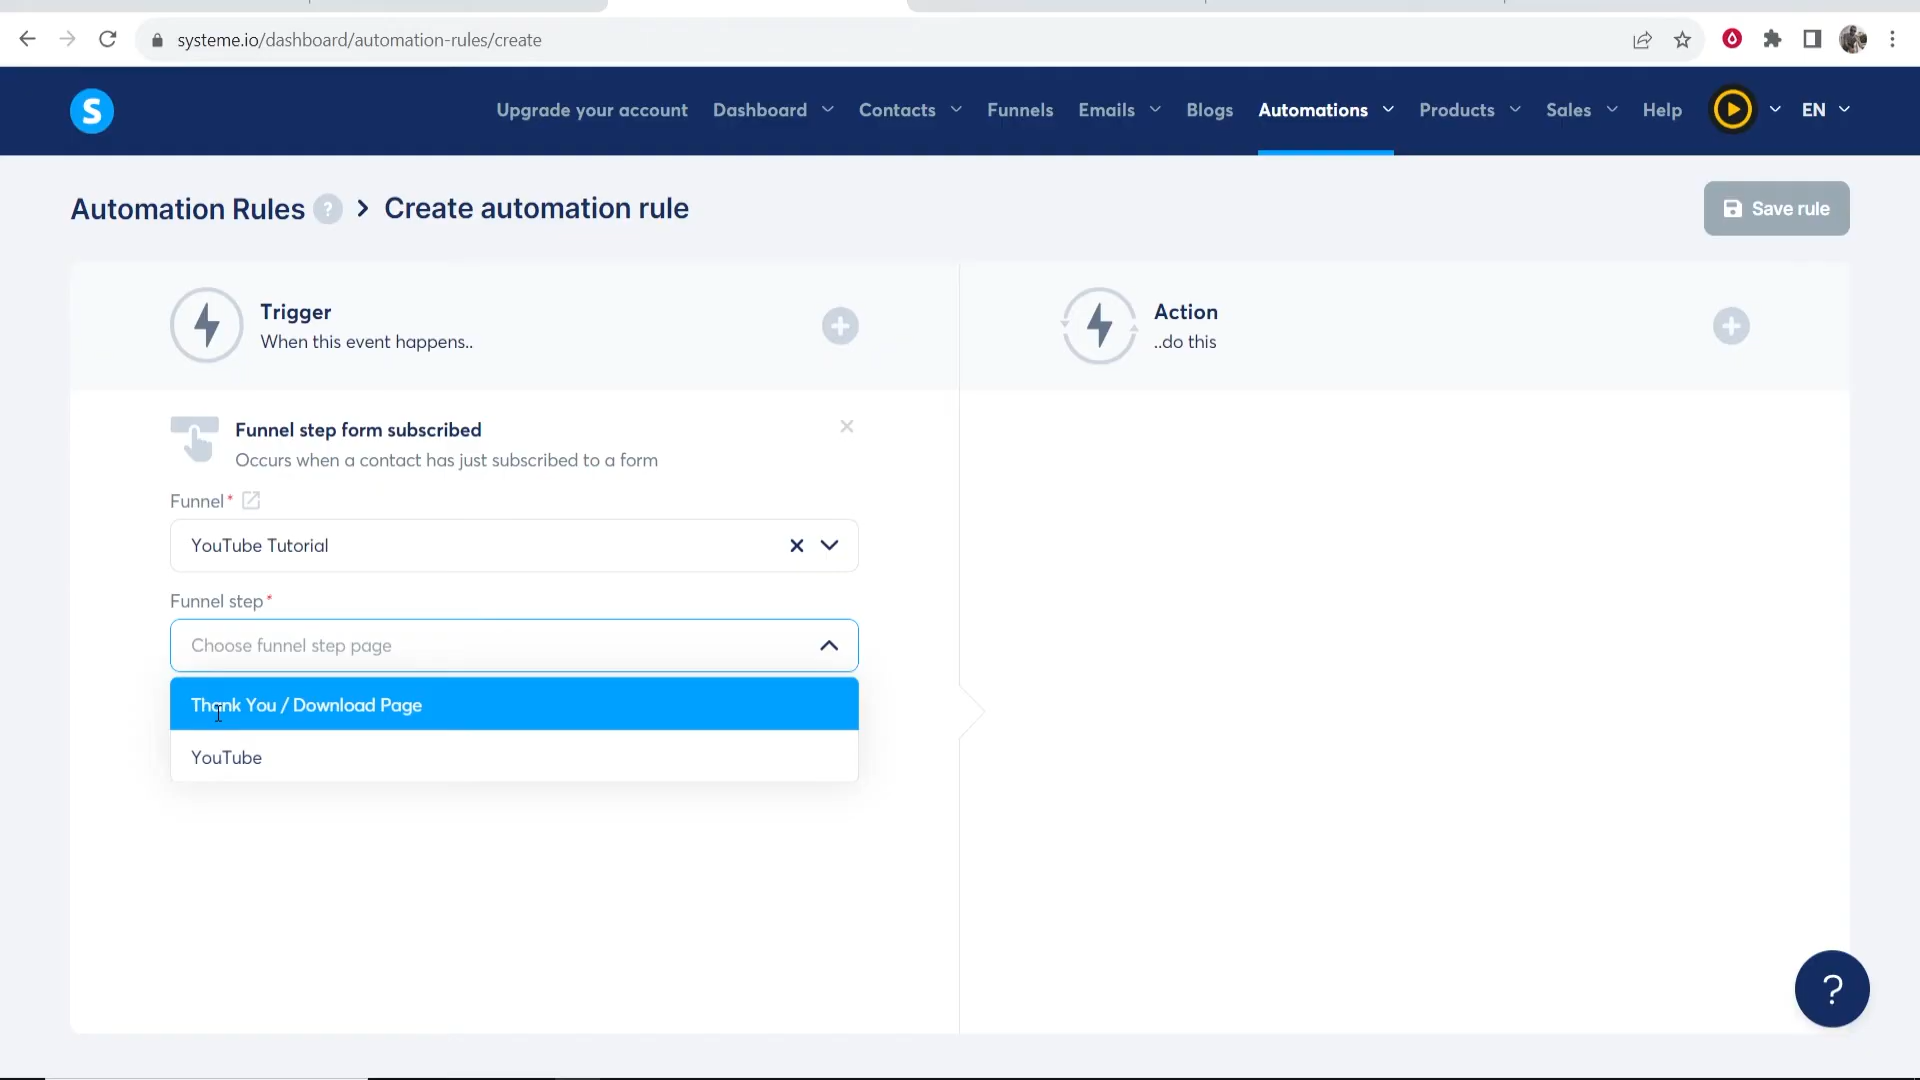 systeme.io/dashboard/automation-rules/create
S
Upgrade your account Dashboard Contacts Funnels Emails Blogs Automations Products Sales Help EN
Automation Rules ? > Create automation rule
Save rule
Trigger
When this event happens..
Action
..do this
Funnel step form subscribed
Occurs when a contact has just subscribed to a form
Funnel*
YouTube Tutorial
Funnel step*
Choose funnel step page
Thank You / Download Page
YouTube
?